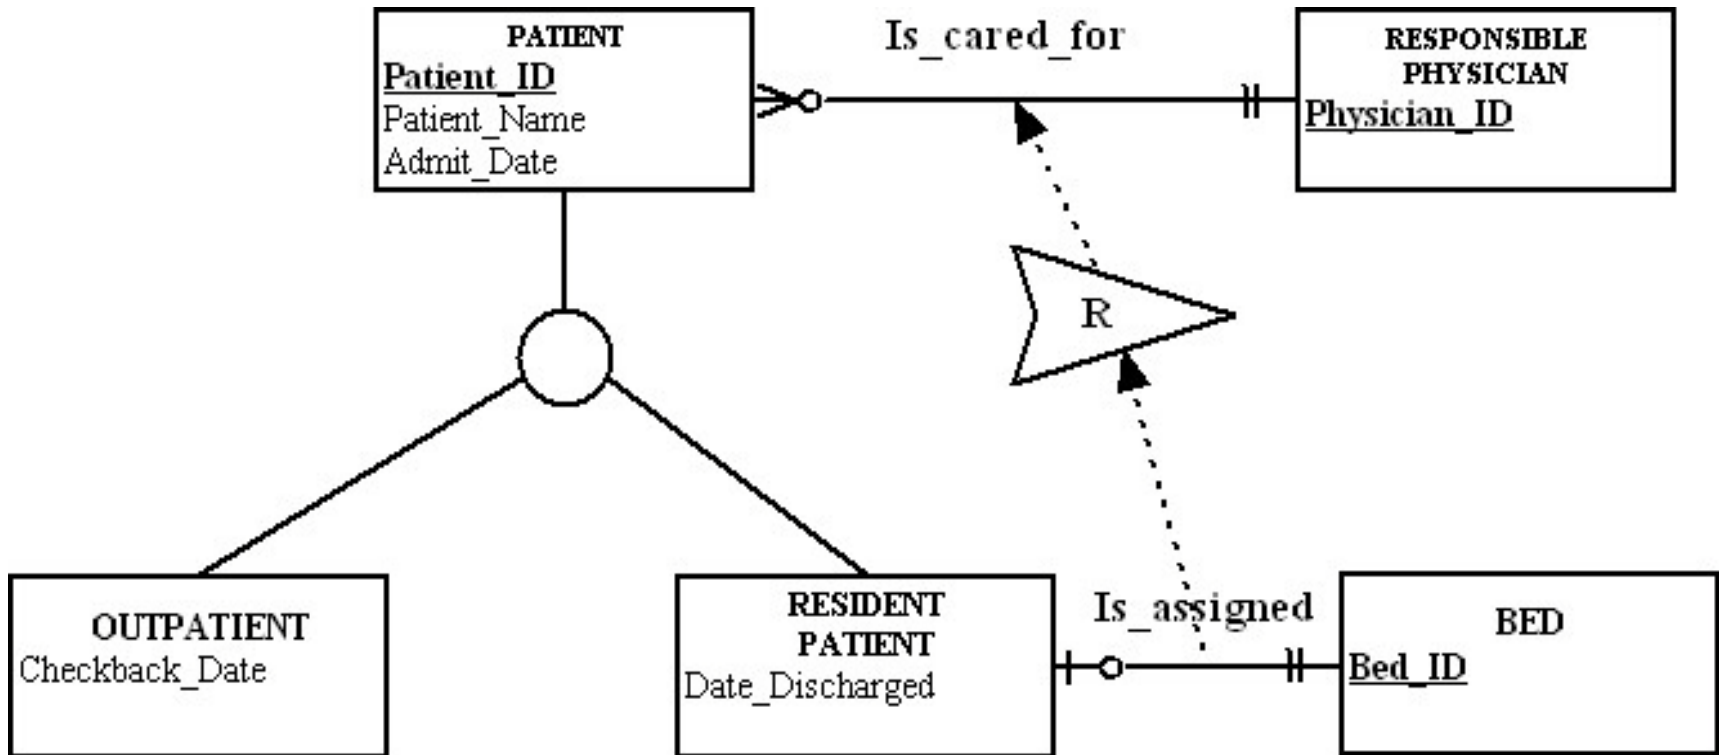 PATIENT
Patient_ID
Patient_Name
Admit_Date
Is_cared_for
RESPONSIBLE
PHYSICIAN
Physician_ID
R
OUTPATIENT
Checkback_Date
RESIDENT
PATIENT
Date_Discharged
Is_assigned
BED
Bed_ID